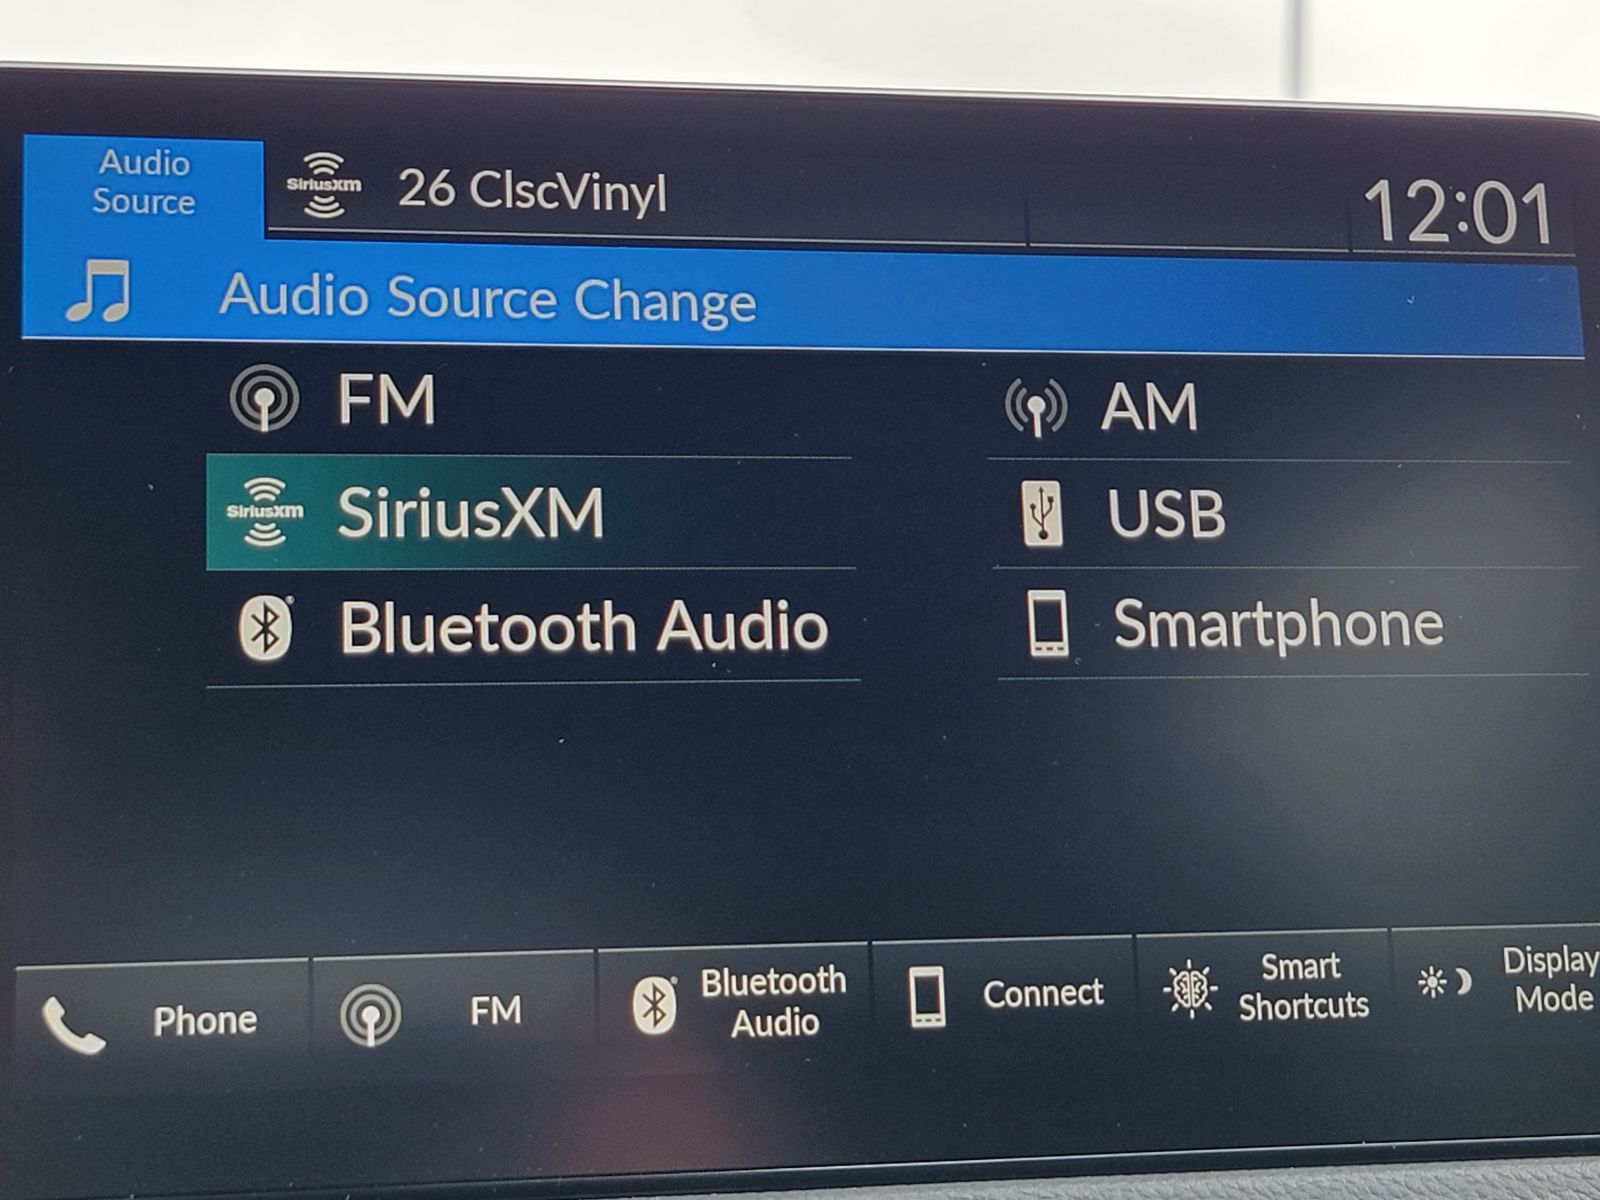 Audio
Source
SiriusXM
26 ClscVinyl
12:01
Audio Source Change
FM
AM
SiriusXM
SiriusXM
USB
Bluetooth Audio
Smartphone
Phone
FM
Bluetooth
Audio
Connect
Smart
Shortcuts
Display
Mode